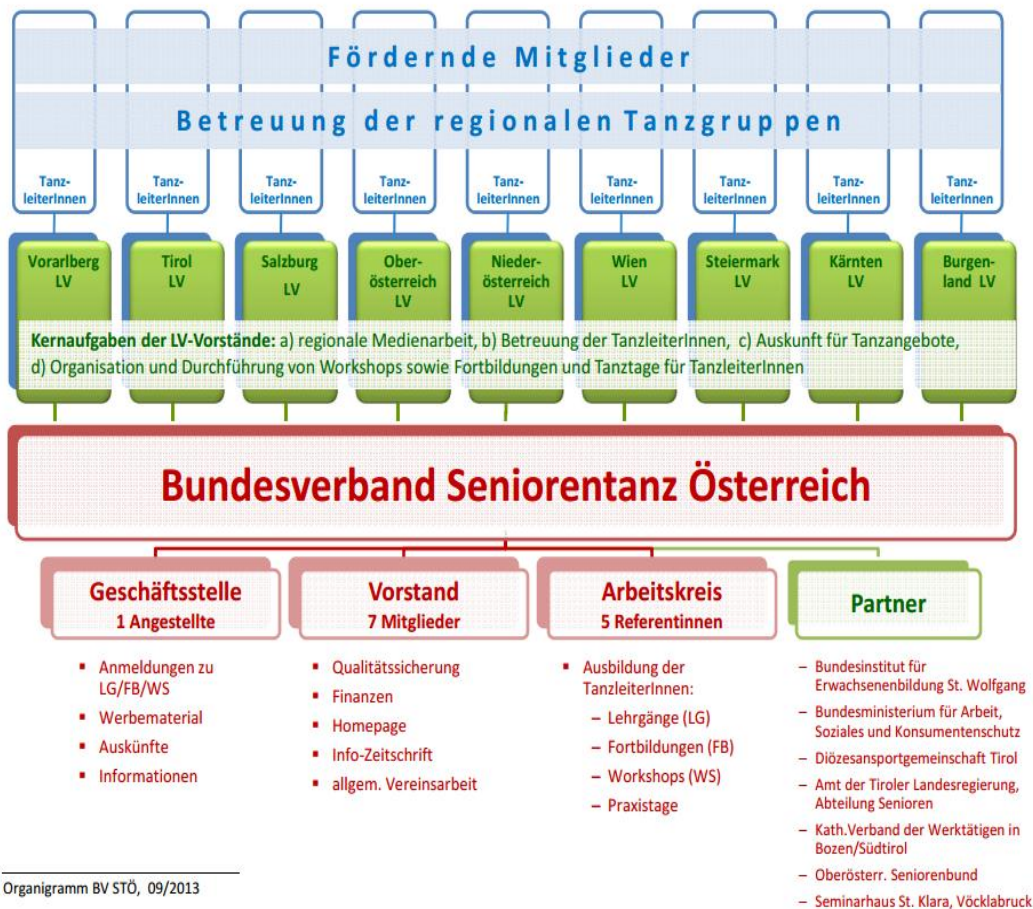 Fördernde Mitglieder
Betreuung der regionalen Tanzgruppen
Tanz-
leiterInnen
Tanz-
leiterInnen
Tanz-
leiterInnen
Tanz-
leiterInnen
Tanz-
leiterInnen
Tanz-
leiterInnen
Tanz-
leiterInnen
Tanz-
leiterInnen
Tanz-
leiterInnen
Vorarlberg
LV
Tirol
LV
Salzburg
LV
Ober-
österreich
LV
Nieder-
österreich
LV
Wien
LV
Steiermark
LV
Kärnten
LV
Burgen-
land LV
Kernaufgaben der LV-Vorstände: a) regionale Medienarbeit, b) Betreuung der TanzleiterInnen, c) Auskunft für Tanzangebote,
d) Organisation und Durchführung von Workshops sowie Fortbildungen und Tanztage für TanzleiterInnen
Bundesverband Seniorentanz Österreich
Geschäftsstelle
1 Angestellte
▪ Anmeldungen zu
LG/FB/WS
▪ Werbematerial
▪ Auskünfte
▪ Informationen
Vorstand
7 Mitglieder
▪ Qualitätssicherung
▪ Finanzen
▪ Homepage
▪ Info-Zeitschrift
▪ allgem. Vereinsarbeit
Arbeitskreis
5 Referentinnen
▪ Ausbildung der
TanzleiterInnen:
– Lehrgänge (LG)
– Fortbildungen (FB)
– Workshops (WS)
– Praxistage
Partner
– Bundesinstitut für
Erwachsenenbildung St. Wolfgang
– Bundesministerium für Arbeit,
Soziales und Konsumentenschutz
– Diözesansportgemeinschaft Tirol
– Amt der Tiroler Landesregierung,
Abteilung Senioren
– Kath.Verband der Werktätigen in
Bozen/Südtirol
– Oberösterr. Seniorenbund
– Seminarhaus St. Klara, Vöcklabruck
Organigramm BV STÖ, 09/2013